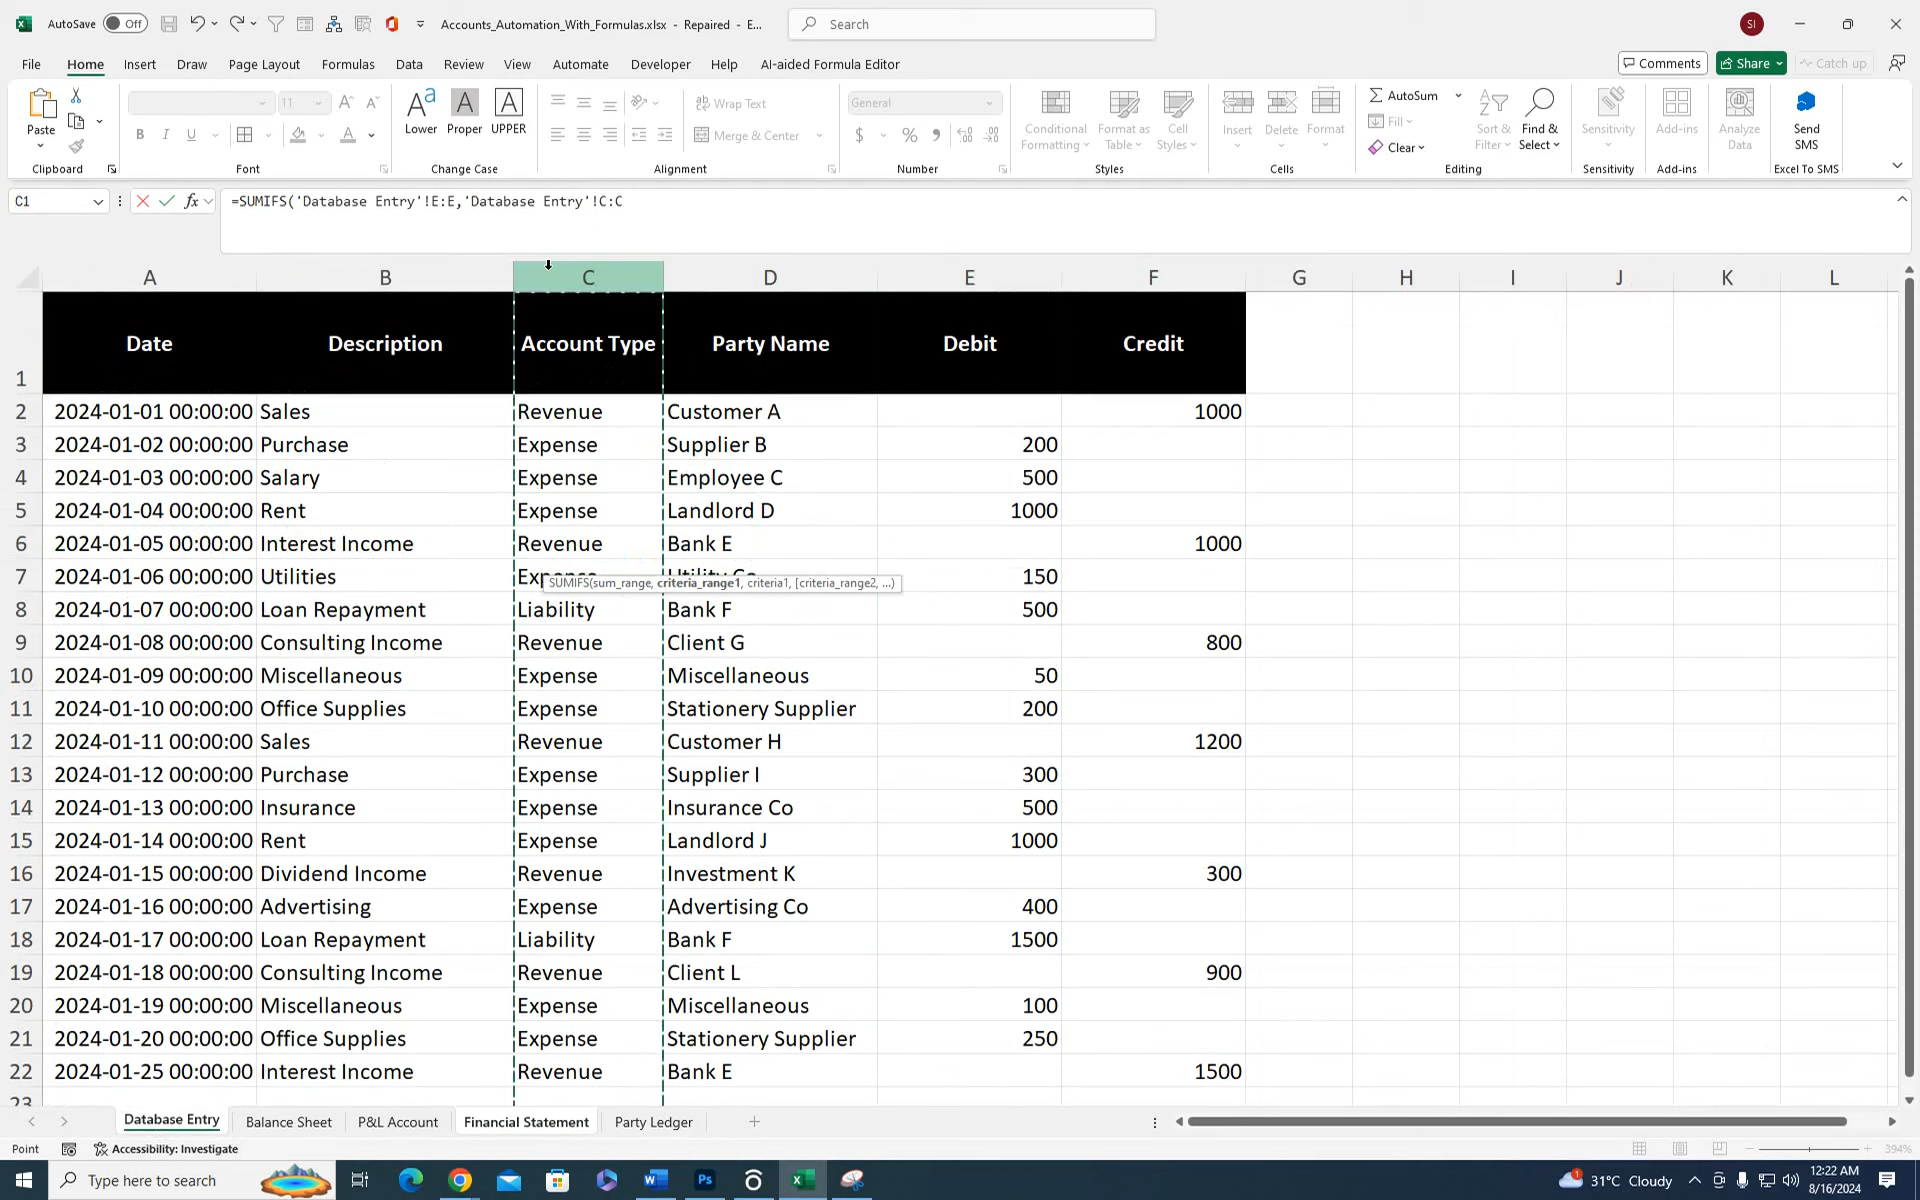 AutoSave Off Accounts_Automation_With_Formulas.xlsx - Repaired - E... Search SI
File Home Insert Draw Page Layout Formulas Data Review View Automate Developer Help AI-aided Formula Editor Comments Share Catch up
Paste
Clipboard
11
Font
Lower Proper UPPER
Change Case
Wrap Text
Merge & Center
Alignment
General
Number
Conditional Formatting
Format as Table
Cell Styles
Styles
Insert Delete Format
Cells
AutoSum
Fill
Clear
Sort & Filter
Find & Select
Editing
Sensitivity
Sensitivity
Add-ins
Add-ins
Analyze Data
Send SMS
Excel To SMS
C1 fx =SUMIFS('Database Entry'!E:E,'Database Entry'!C:C
A B C D E F G H I J K L
1 Date Description Account Type Party Name Debit Credit
2 2024-01-01 00:00:00 Sales Revenue Customer A 1000
3 2024-01-02 00:00:00 Purchase Expense Supplier B 200
4 2024-01-03 00:00:00 Salary Expense Employee C 500
5 2024-01-04 00:00:00 Rent Expense Landlord D 1000
6 2024-01-05 00:00:00 Interest Income Revenue Bank E 1000
7 2024-01-06 00:00:00 Utilities 150
SUMIFS(sum_range, criteria_range1, criteria1, [criteria_range2, ...)
8 2024-01-07 00:00:00 Loan Repayment Liability Bank F 500
9 2024-01-08 00:00:00 Consulting Income Revenue Client G 800
10 2024-01-09 00:00:00 Miscellaneous Expense Miscellaneous 50
11 2024-01-10 00:00:00 Office Supplies Expense Stationery Supplier 200
12 2024-01-11 00:00:00 Sales Revenue Customer H 1200
13 2024-01-12 00:00:00 Purchase Expense Supplier I 300
14 2024-01-13 00:00:00 Insurance Expense Insurance Co 500
15 2024-01-14 00:00:00 Rent Expense Landlord J 1000
16 2024-01-15 00:00:00 Dividend Income Revenue Investment K 300
17 2024-01-16 00:00:00 Advertising Expense Advertising Co 400
18 2024-01-17 00:00:00 Loan Repayment Liability Bank F 1500
19 2024-01-18 00:00:00 Consulting Income Revenue Client L 900
20 2024-01-19 00:00:00 Miscellaneous Expense Miscellaneous 100
21 2024-01-20 00:00:00 Office Supplies Expense Stationery Supplier 250
22 2024-01-25 00:00:00 Interest Income Revenue Bank E 1500
23
Database Entry Balance Sheet P&L Account Financial Statement Party Ledger
Point Accessibility: Investigate 394%
Type here to search 1 31°C Cloudy 12:22 AM
8/16/2024